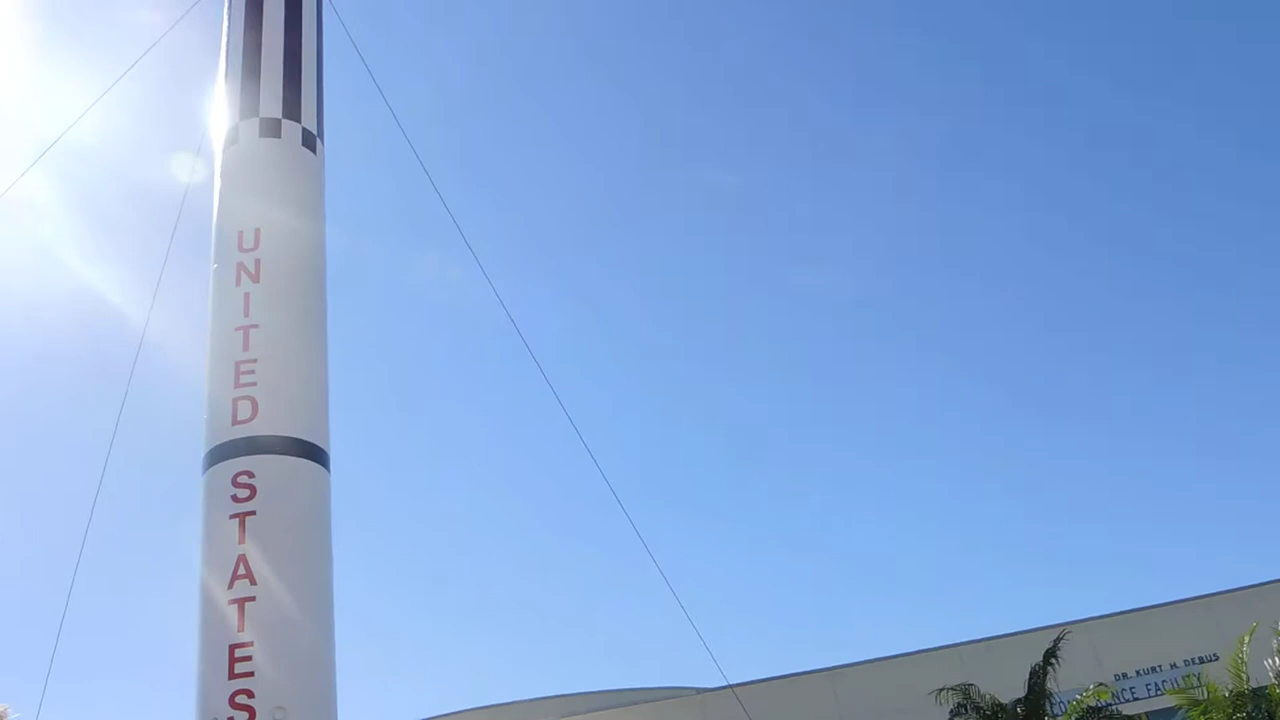 UNITED
STATES
DR. KURT H. DEBUS
CONFERENCE FACILITY